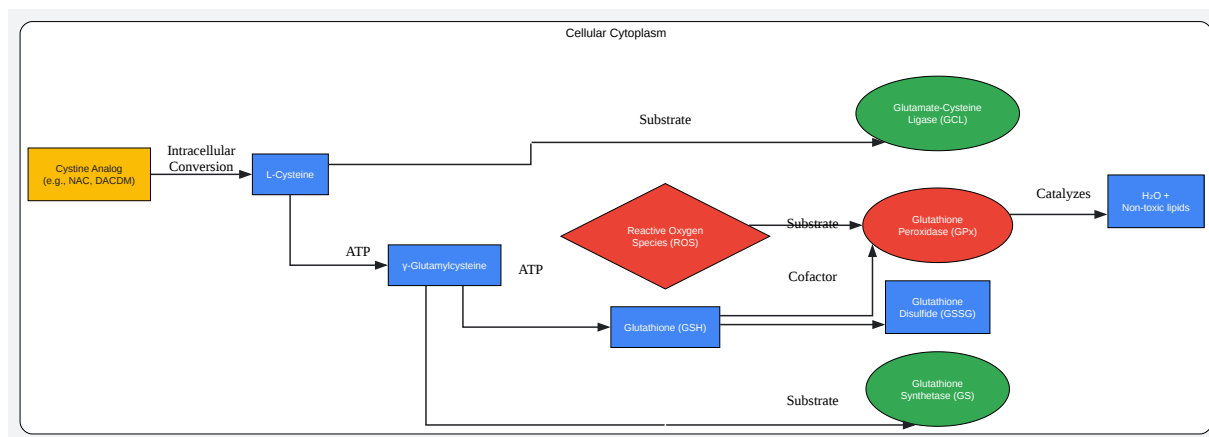 Cellular Cytoplasm
Glutamate-Cysteine
Ligase (GCL)
Substrate
Intracellular
Conversion
Cystine Analog
(e.g., NAC, DACDM)
L-Cysteine
Reactive Oxygen
Species (ROS)
Substrate
Glutathione
Peroxidase (GPx)
Catalyzes
H₂O +
Non-toxic lipids
ATP
γ-Glutamylcysteine
ATP
Cofactor
Glutathione (GSH)
Glutathione
Disulfide (GSSG)
Glutathione
Synthetase (GS)
Substrate